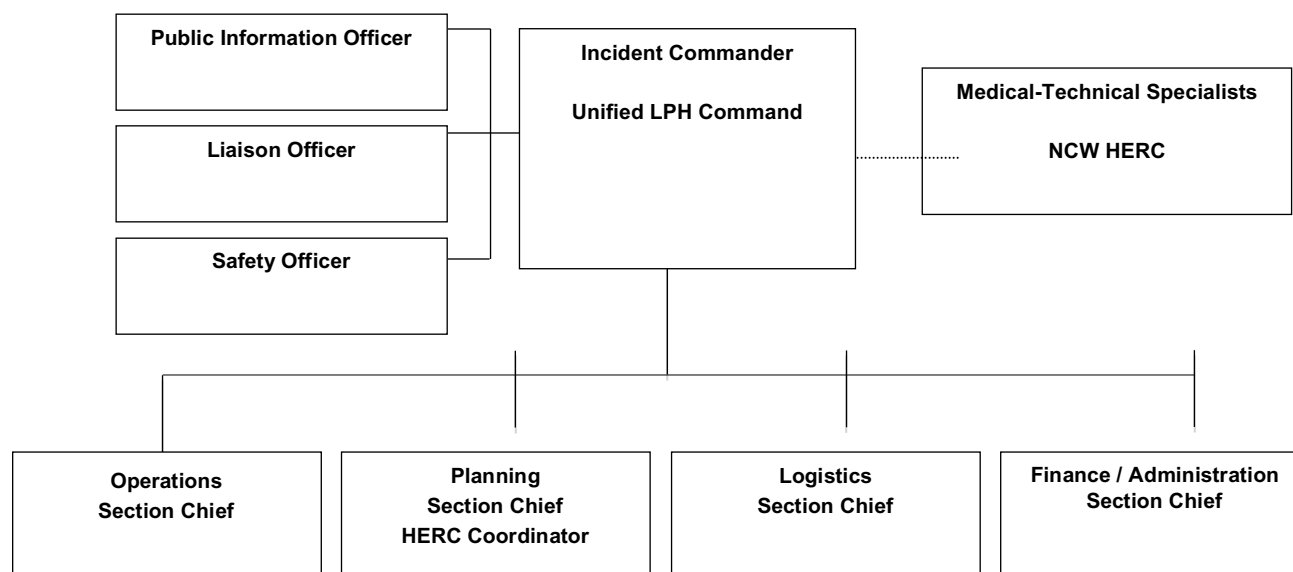 Public Information Officer
Incident Commander
Unified LPH Command
Medical-Technical Specialists
NCW HERC
Liaison Officer
Safety Officer
Operations
Section Chief
Planning
Section Chief
HERC Coordinator
Logistics
Section Chief
Finance / Administration
Section Chief